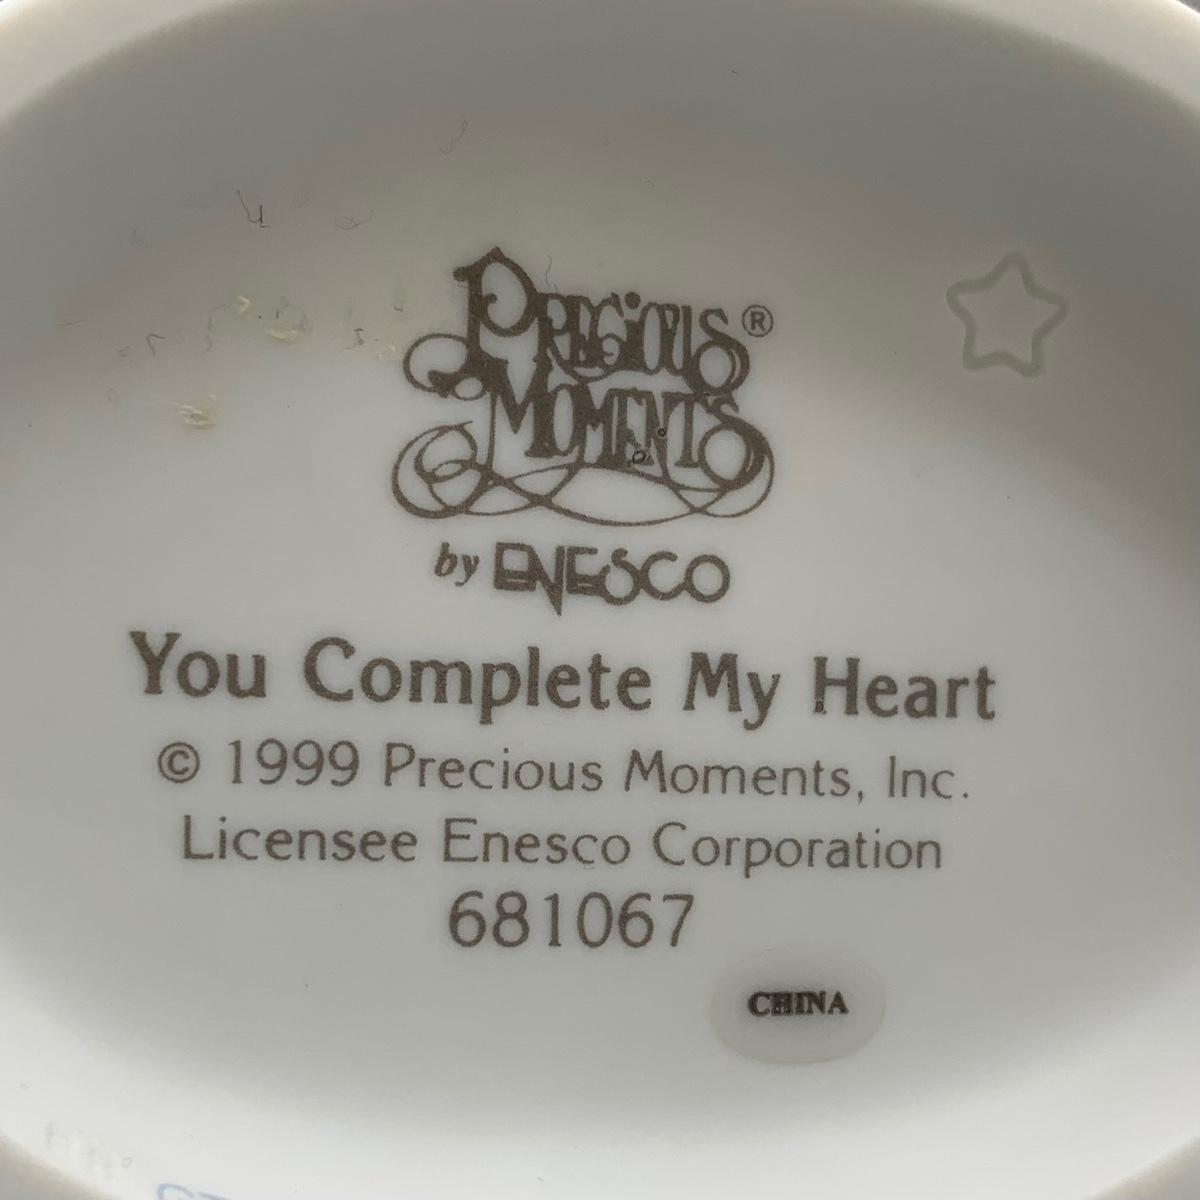 PRECIOUS ®
MOMENTS
by ENESCO
You Complete My Heart
© 1999 Precious Moments, Inc.
Licensee Enesco Corporation
681067
CHINA